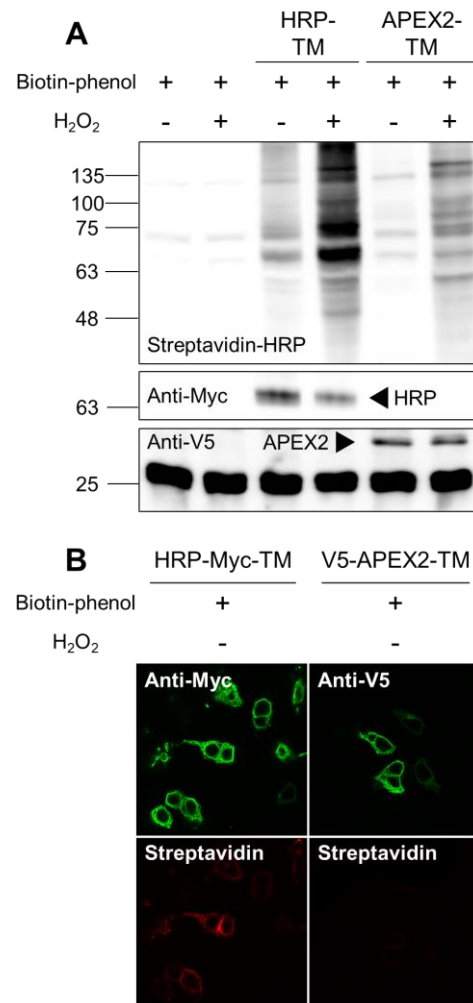 A
HRP-
TM
APEX2-
TM
Biotin-phenol + + + + + +
H₂O₂ - + - + - +
135
100
75
63
48
Streptavidin-HRP
Anti-Myc
63
HRP
Anti-V5
APEX2
25
B
HRP-Myc-TM V5-APEX2-TM
Biotin-phenol + +
H₂O₂ - -
Anti-Myc Anti-V5
Streptavidin Streptavidin